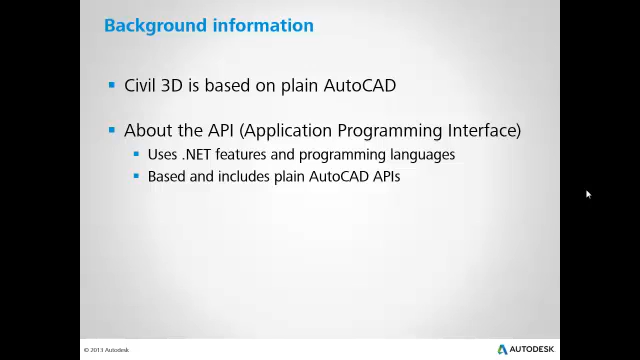 Background information
Civil 3D is based on plain AutoCAD
About the API (Application Programming Interface)
Uses .NET features and programming languages
Based and includes plain AutoCAD APIs
© 2013 Autodesk
AUTODESK